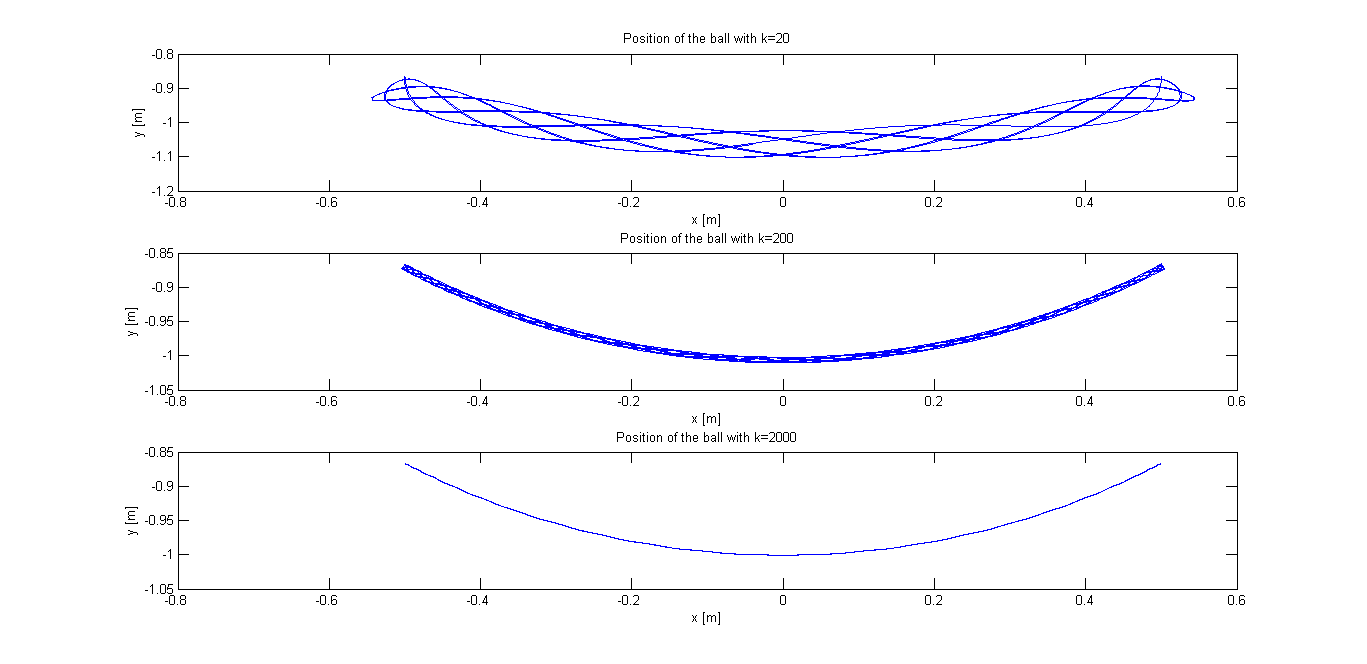 Position of the ball with k=20
-0.8
-0.9
-1
-1.1
-1.2
y [m]
-0.8 -0.6 -0.4 -0.2 0 0.2 0.4 0.6
x [m]
Position of the ball with k=200
-0.85
-0.9
-0.95
-1
-1.05
y [m]
-0.8 -0.6 -0.4 -0.2 0 0.2 0.4 0.6
x [m]
Position of the ball with k=2000
-0.85
-0.9
-0.95
-1
-1.05
y [m]
-0.8 -0.6 -0.4 -0.2 0 0.2 0.4 0.6
x [m]